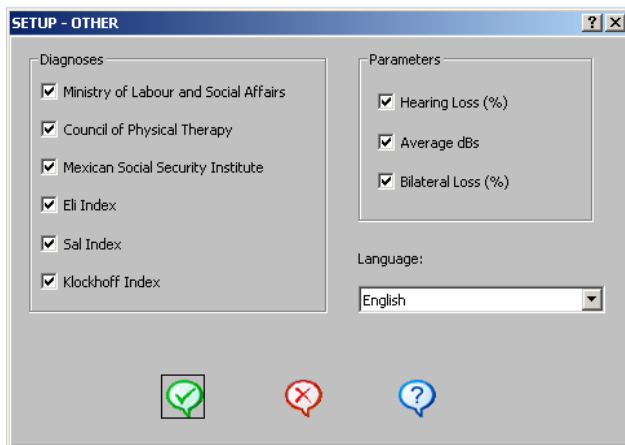 SETUP - OTHER
Diagnoses
Ministry of Labour and Social Affairs
Council of Physical Therapy
Mexican Social Security Institute
Eli Index
Sal Index
Klockhoff Index
Parameters
Hearing Loss (%)
Average dBs
Bilateral Loss (%)
Language:
English